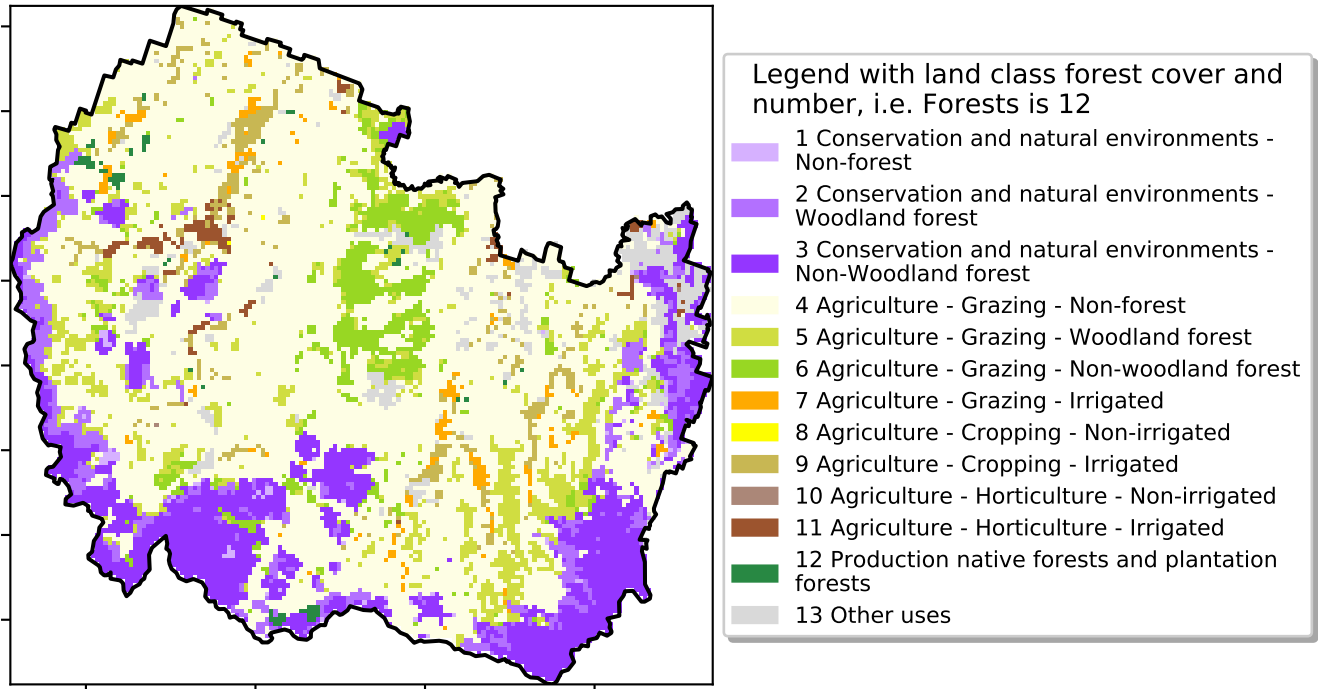 Legend with land class forest cover and
number, i.e. Forests is 12
1 Conservation and natural environments -
Non-forest
2 Conservation and natural environments -
Woodland forest
3 Conservation and natural environments -
Non-Woodland forest
4 Agriculture - Grazing - Non-forest
5 Agriculture - Grazing - Woodland forest
6 Agriculture - Grazing - Non-woodland forest
7 Agriculture - Grazing - Irrigated
8 Agriculture - Cropping - Non-irrigated
9 Agriculture - Cropping - Irrigated
10 Agriculture - Horticulture - Non-irrigated
11 Agriculture - Horticulture - Irrigated
12 Production native forests and plantation
forests
13 Other uses